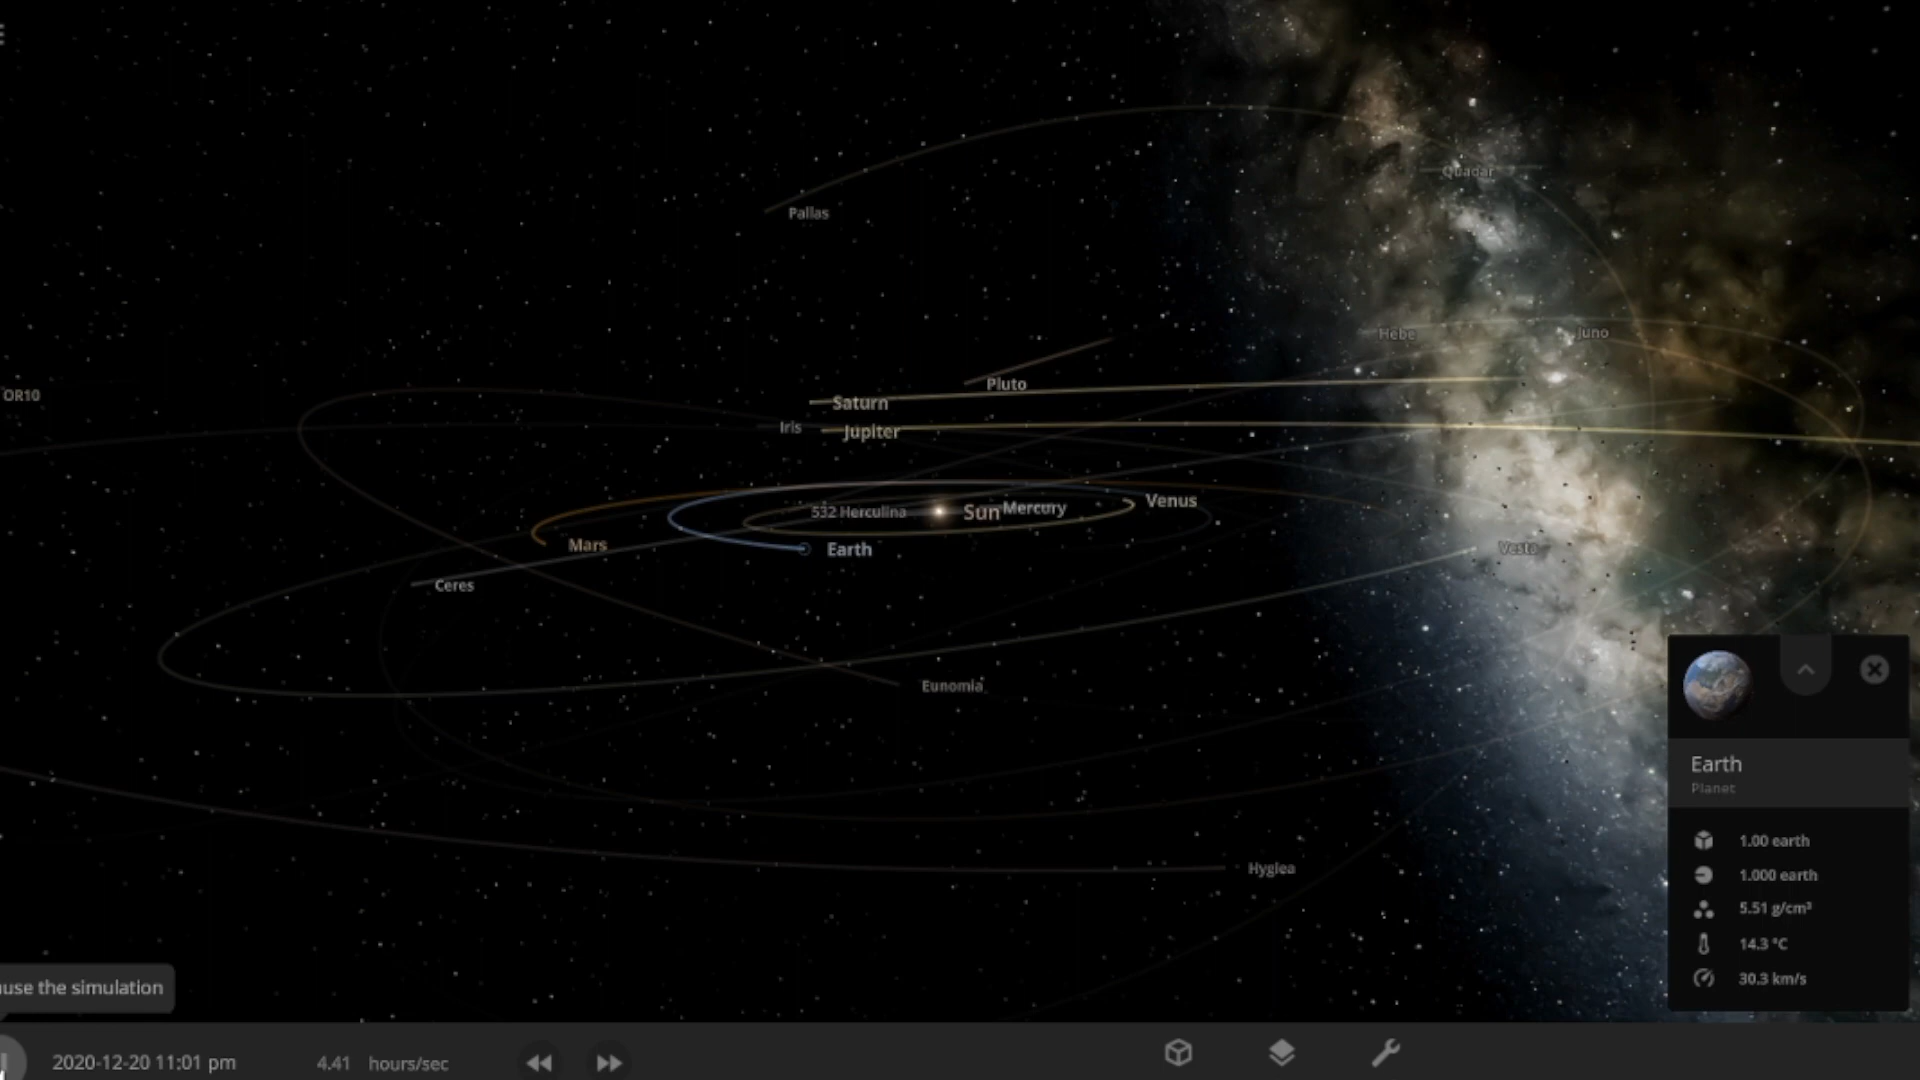 Quaoar
Pallas
Hebe
Juno
Pluto
OR10
Saturn
Iris
Jupiter
532 Herculina
Sun
Mercury
Venus
Mars
Earth
Vesta
Ceres
Eunomia
Hygiea
Earth
Planet
1.00 earth
1.000 earth
5.51 g/cm³
14.3 °C
30.3 km/s
use the simulation
2020-12-20 11:01 pm
4.41 hours/sec